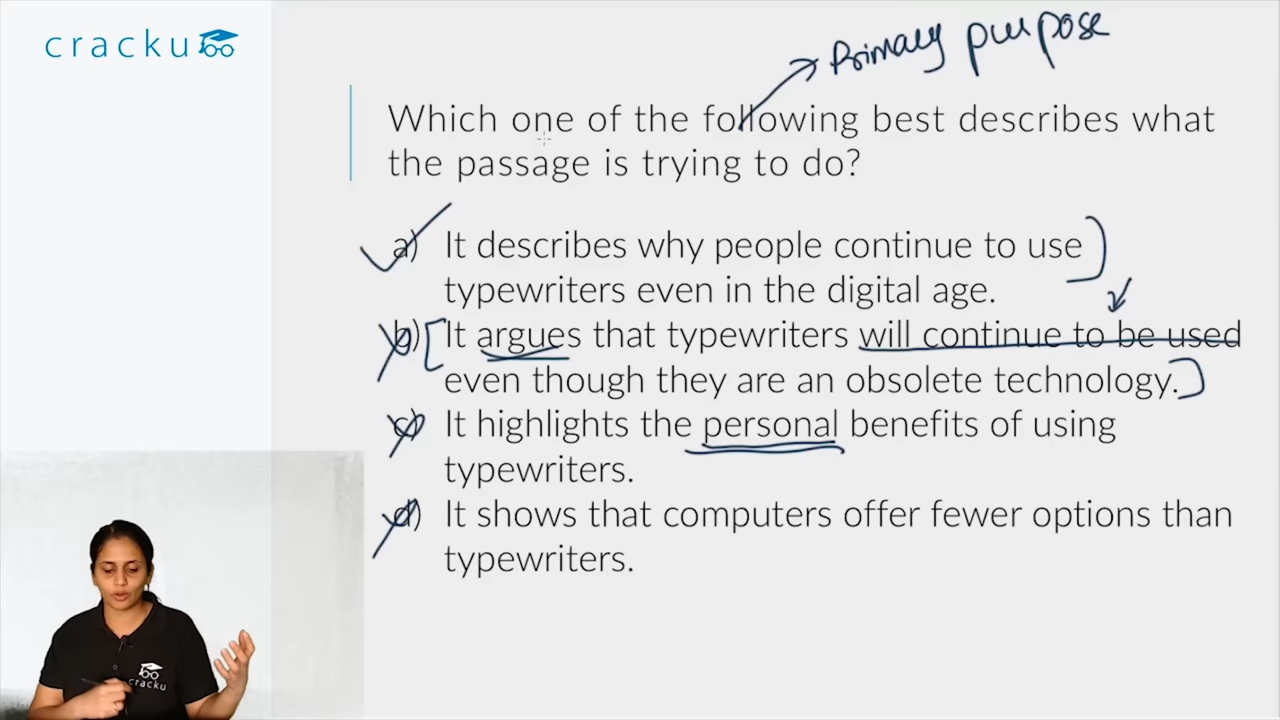 cracku
Primary purpose
Which one of the following best describes what
the passage is trying to do?
a) It describes why people continue to use
typewriters even in the digital age.
b) It argues that typewriters will continue to be used
even though they are an obsolete technology.
c) It highlights the personal benefits of using
typewriters.
d) It shows that computers offer fewer options than
typewriters.
cracku